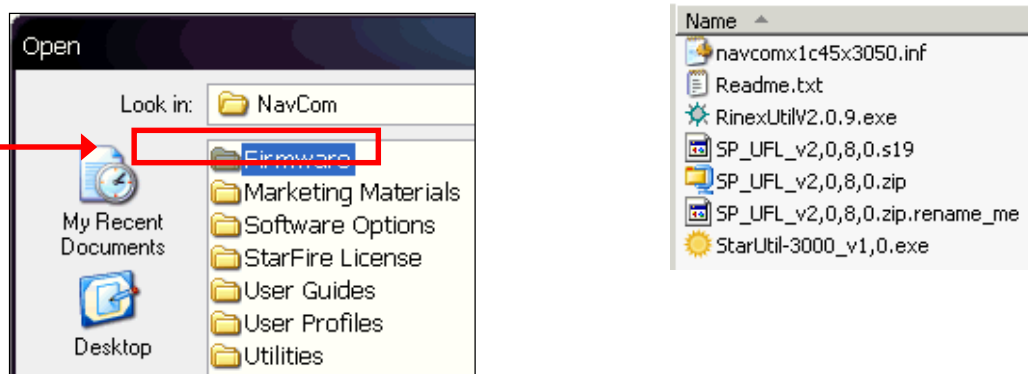 Open
Look in:
NavCom
Firmware
Marketing Materials
Software Options
StarFire License
User Guides
User Profiles
Utilities
My Recent
Documents
Desktop
Name
navcomx1c45x3050.inf
Readme.txt
RinexUtilV2.0.9.exe
SP_UFL_v2,0,8,0.s19
SP_UFL_v2,0,8,0.zip
SP_UFL_v2,0,8,0.zip.rename_me
StarUtil-3000_v1,0.exe